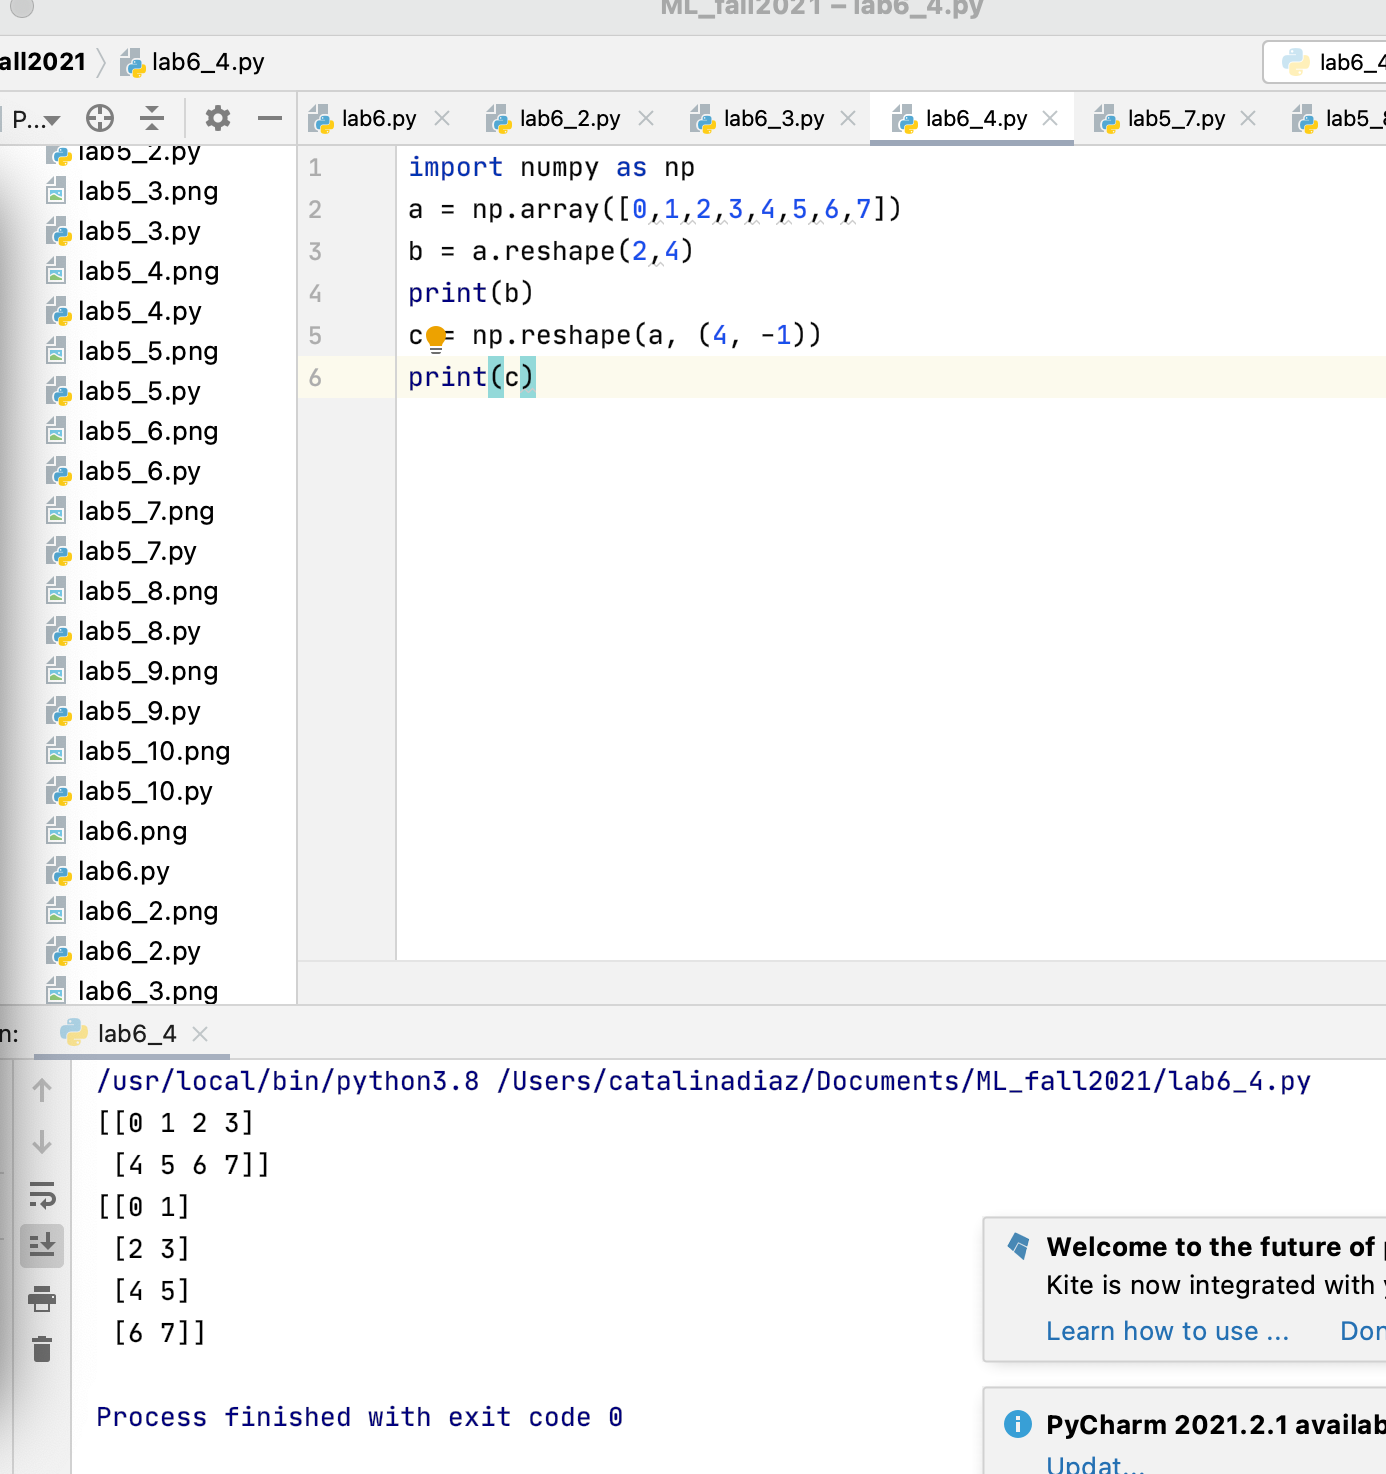 ML_fall2021 – lab6_4.py
all2021 lab6_4.py
lab6_4
P... lab6.py lab6_2.py lab6_3.py lab6_4.py lab5_7.py lab5_8
lab5_2.py
lab5_3.png
lab5_3.py
lab5_4.png
lab5_4.py
lab5_5.png
lab5_5.py
lab5_6.png
lab5_6.py
lab5_7.png
lab5_7.py
lab5_8.png
lab5_8.py
lab5_9.png
lab5_9.py
lab5_10.png
lab5_10.py
lab6.png
lab6.py
lab6_2.png
lab6_2.py
lab6_3.png
1 import numpy as np
2 a = np.array([0,1,2,3,4,5,6,7])
3 b = a.reshape(2,4)
4 print(b)
5 c = np.reshape(a, (4, -1))
6 print(c)
n: lab6_4
/usr/local/bin/python3.8 /Users/catalinadiaz/Documents/ML_fall2021/lab6_4.py
[[0 1 2 3]
[4 5 6 7]]
[[0 1]
[2 3]
[4 5]
[6 7]]
Process finished with exit code 0
Welcome to the future of
Kite is now integrated with
Learn how to use ... Don
PyCharm 2021.2.1 availab
Updat...